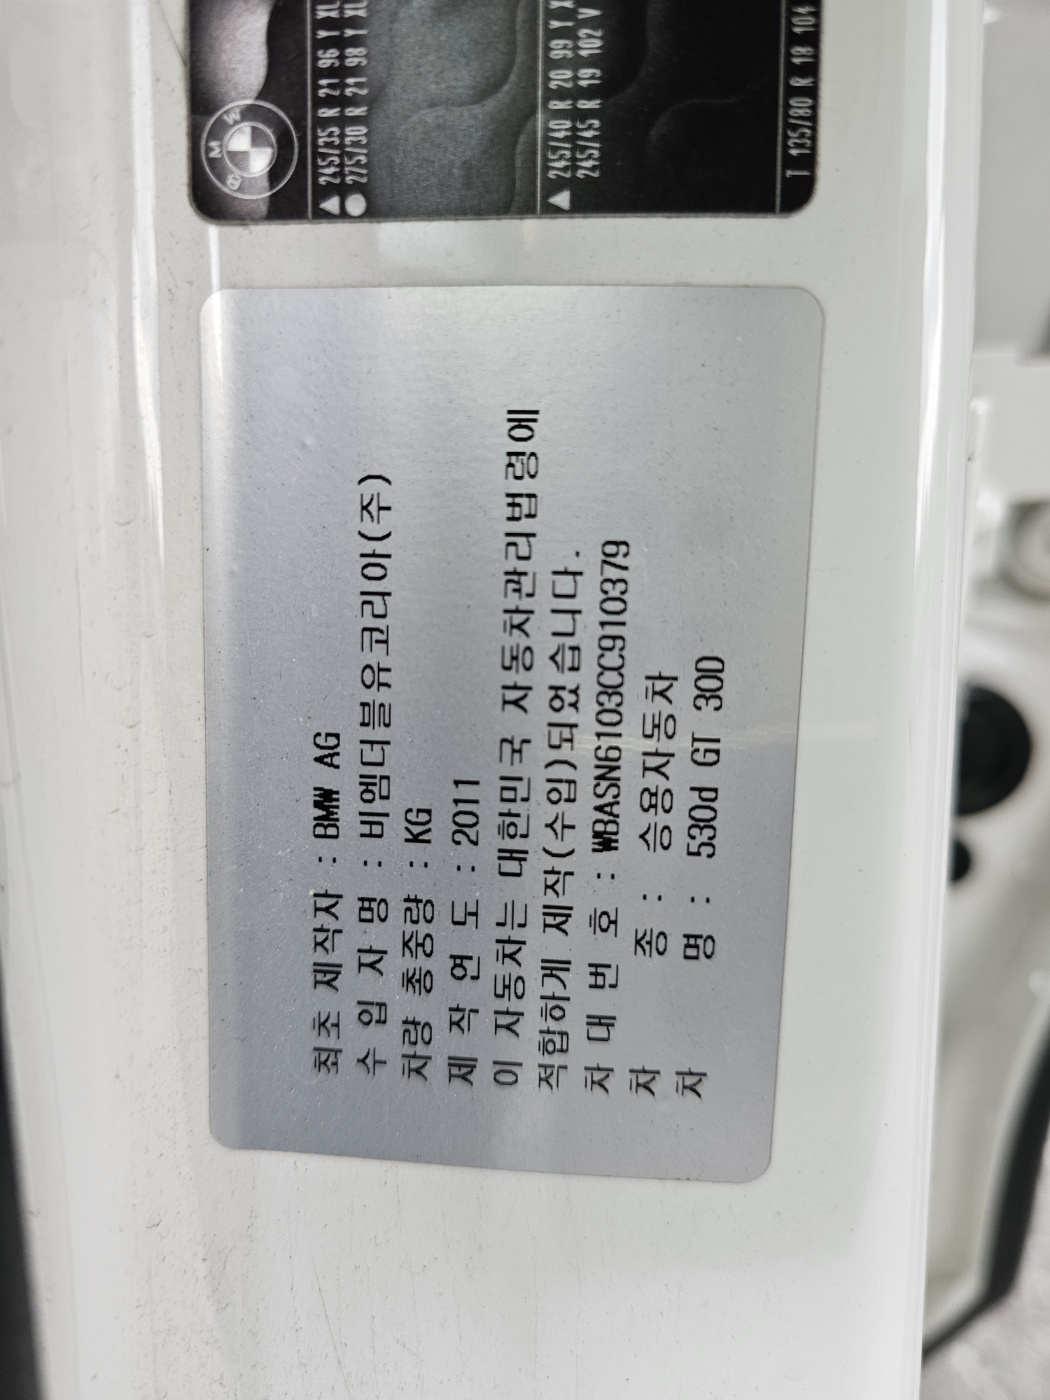 BMW
▲ 245/35 R 21 96 Y XL
● 275/30 R 21 98 Y XL
▲ 245/40 R 20 99 Y X
245/45 R 19 102 V
T 135/80 R 18 104
최초 제작자 : BMW AG
수 입 자 명 : 비엠더블유코리아(주)
차량 총중량 : KG
제 작 연 도 : 2011
이 자동차는 대한민국 자동차관리법령에
적합하게 제작(수입)되었습니다.
차 대 번 호 : WBASN6103CC910379
차 종 : 승용자동차
차 명 : 530d GT 30D